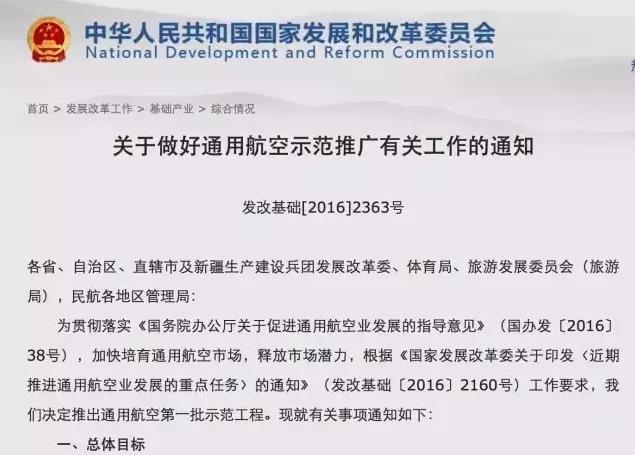 中华人民共和国国家发展和改革委员会
National Development and Reform Commission
首页 > 发展改革工作 > 基础产业 > 综合情况
关于做好通用航空示范推广有关工作的通知
发改基础[2016]2363号
各省、自治区、直辖市及新疆生产建设兵团发展改革委、体育局、旅游发展委员会（旅游
局），民航各地区管理局：
为贯彻落实《国务院办公厅关于促进通用航空业发展的指导意见》（国办发〔2016〕
38号），加快培育通用航空市场，释放市场潜力，根据《国家发展改革委关于印发〈近期
推进通用航空业发展的重点任务〉的通知》（发改基础〔2016〕2160号）工作要求，我
们决定推出通用航空第一批示范工程。现就有关事项通知如下：
一、总体目标